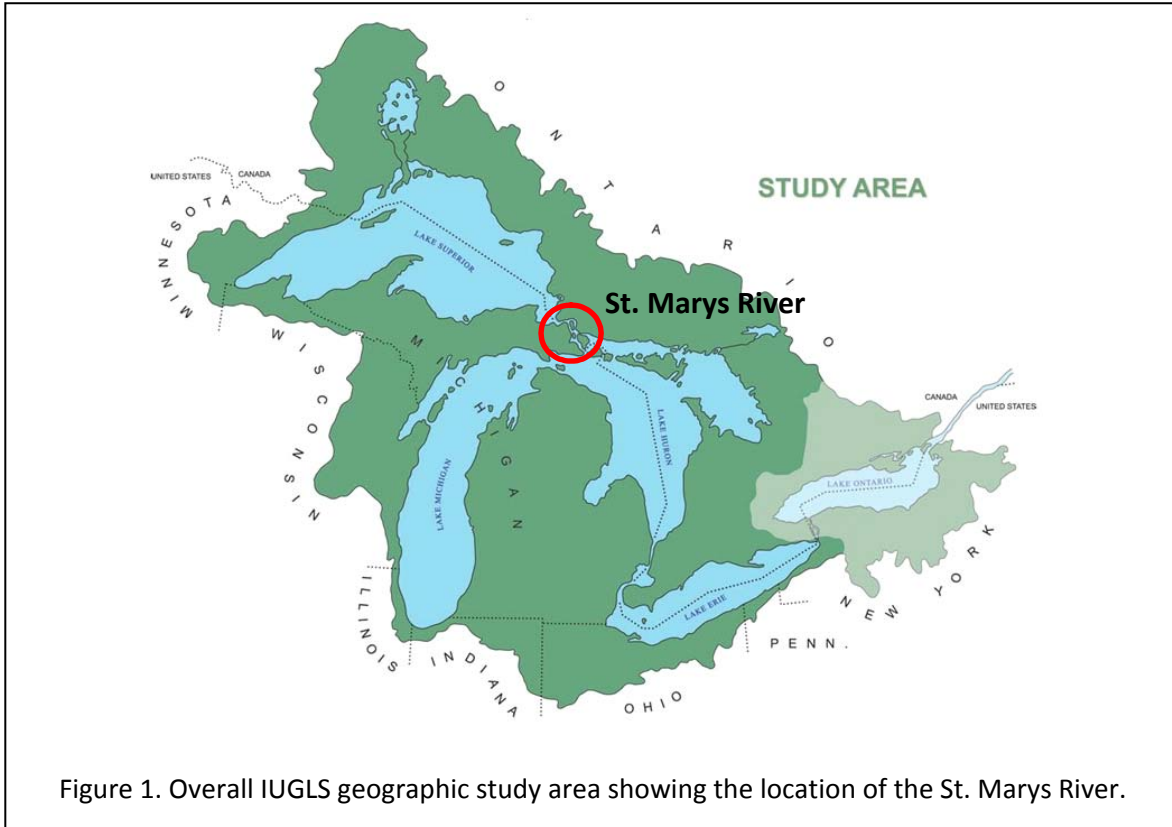 ONTARIO
UNITED STATES CANADA
STUDY AREA
MINNESOTA
LAKE SUPERIOR
St. Marys River
WISCONSIN
MICHIGAN
LAKE HURON
CANADA
UNITED STATES
LAKE MICHIGAN
LAKE ONTARIO
NEW YORK
LAKE ERIE
ILLINOIS
INDIANA
PENN.
OHIO
Figure 1. Overall IUGLS geographic study area showing the location of the St. Marys River.